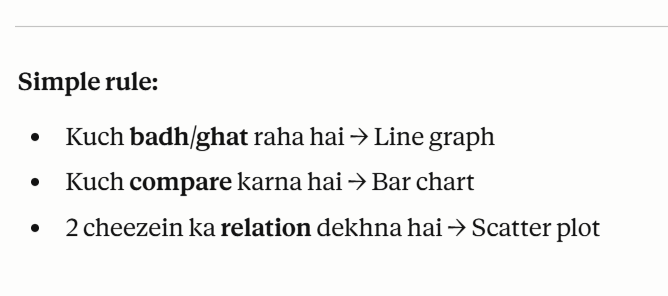 Simple rule:
• Kuch badh/ghat raha hai → Line graph
• Kuch compare karna hai → Bar chart
• 2 cheezein ka relation dekhna hai → Scatter plot